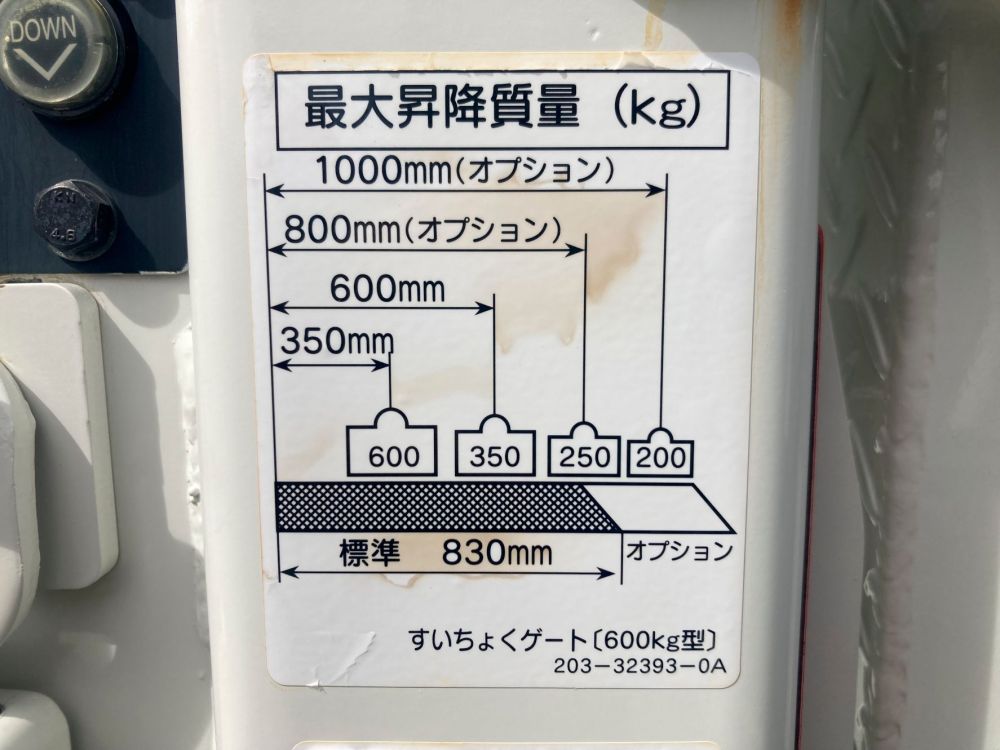 DOWN
最大昇降質量 (kg)
1000mm(オプション)
800mm(オプション)
600mm
350mm
600 350 250 200
標準 830mm オプション
すいちょくゲート〔600kg型〕
203-32393-0A
4.8